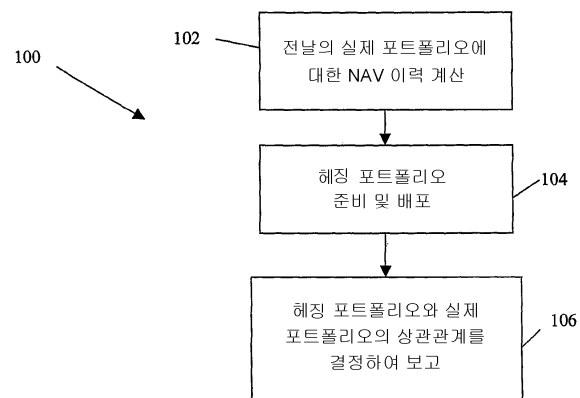 102
전날의 실제 포트폴리오에
대한 NAV 이력 계산
100
헤징 포트폴리오
준비 및 배포
104
헤징 포트폴리오와 실제
포트폴리오의 상관관계를
결정하여 보고
106